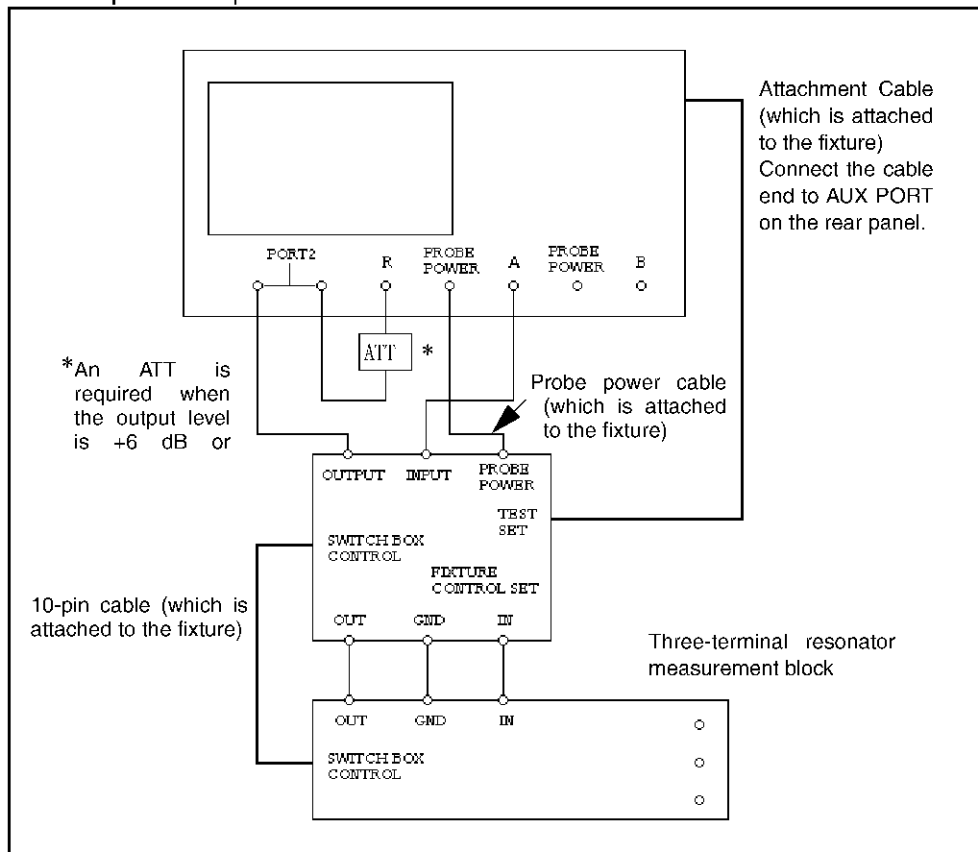 Attachment Cable
(which is attached
to the fixture)
Connect the cable
end to AUX PORT
on the rear panel.
PORT2
R
PROBE
POWER
A
PROBE
POWER
B
ATT
*
*An ATT is
required when
the output level
is +6 dB or
Probe power cable
(which is attached
to the fixture)
OUTPUT
INPUT
PROBE
POWER
TEST
SET
SWITCH BOX
CONTROL
FIXTURE
CONTROL SET
OUT
GND
IN
10-pin cable (which is
attached to the fixture)
Three-terminal resonator
measurement block
OUT
GND
IN
SWITCH BOX
CONTROL